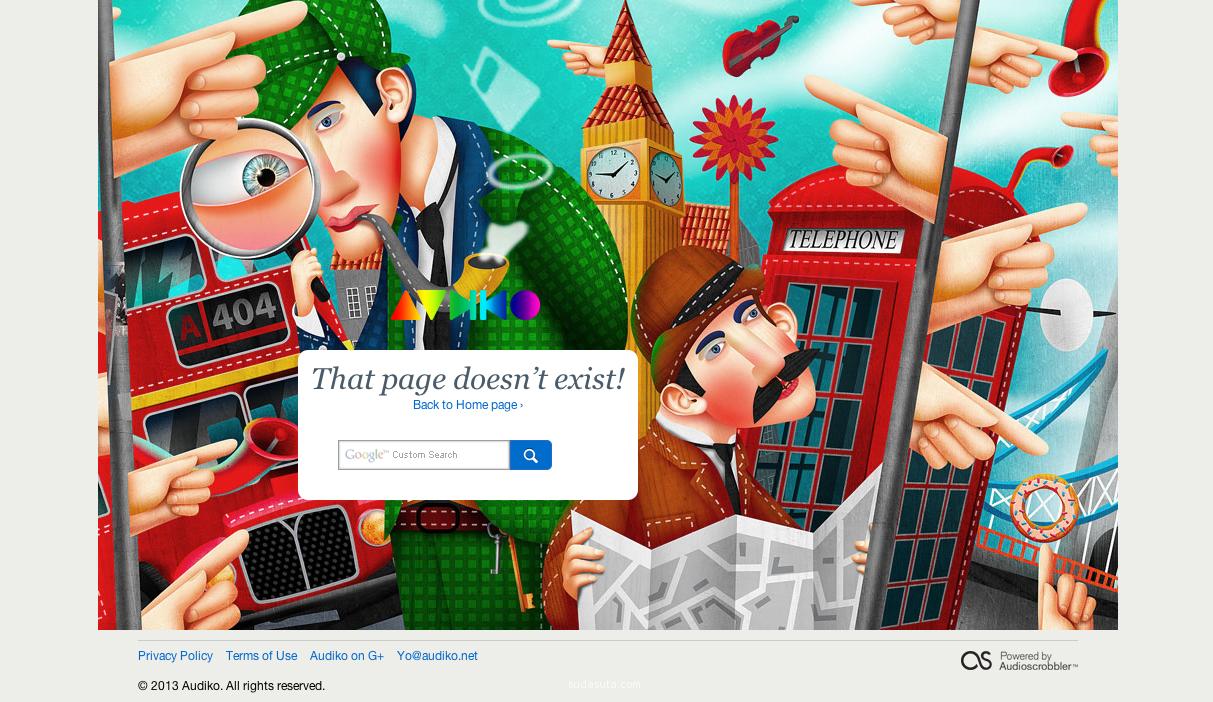 TELEPHONE
A 404
AUDIKO
That page doesn't exist!
Back to Home page ›
Google™ Custom Search
Privacy Policy Terms of Use Audiko on G+ Yo@audiko.net
Powered by
Audioscrobbler™
© 2013 Audiko. All rights reserved.
sudasuta.com